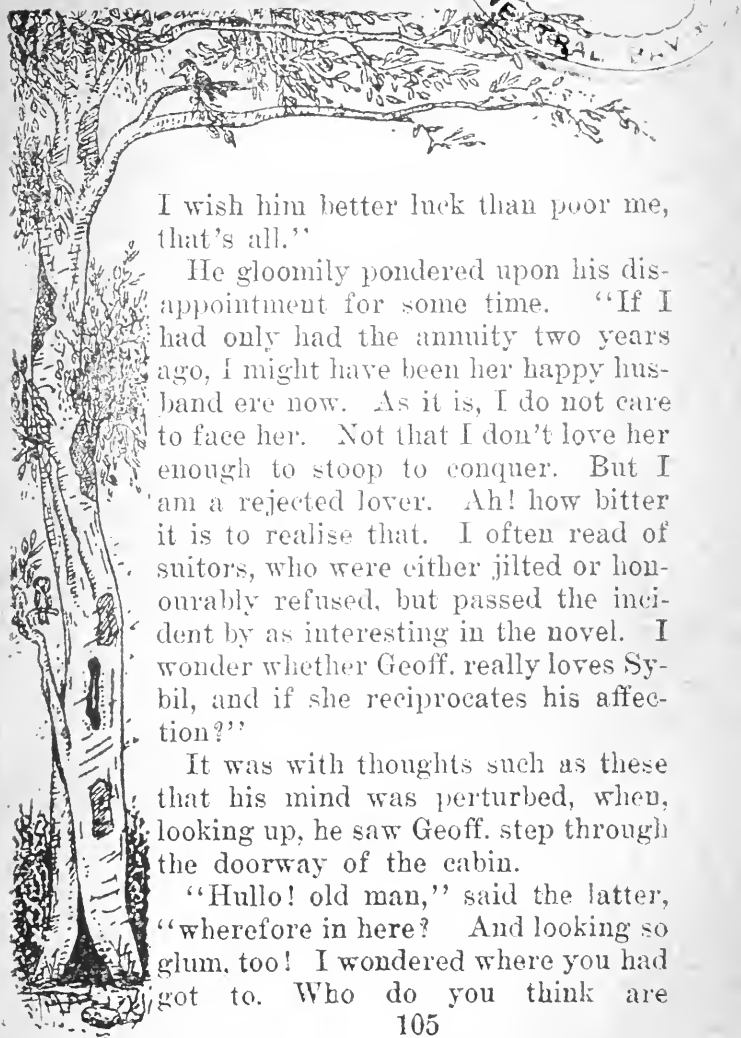 TRAL PAV
I wish him better luck than poor me,
that's all."
He gloomily pondered upon his dis-
appointment for some time. "If I
had only had the annuity two years
ago, I might have been her happy hus-
band ere now. As it is, I do not care
to face her. Not that I don't love her
enough to stoop to conquer. But I
am a rejected lover. Ah! how bitter
it is to realise that. I often read of
suitors, who were either jilted or hon-
ourably refused, but passed the inci-
dent by as interesting in the novel. I
wonder whether Geoff. really loves Sy-
bil, and if she reciprocates his affec-
tion?"
It was with thoughts such as these
that his mind was perturbed, when,
looking up, he saw Geoff. step through
the doorway of the cabin.
"Hullo! old man," said the latter,
"wherefore in here? And looking so
glum, too! I wondered where you had
got to. Who do you think are
105